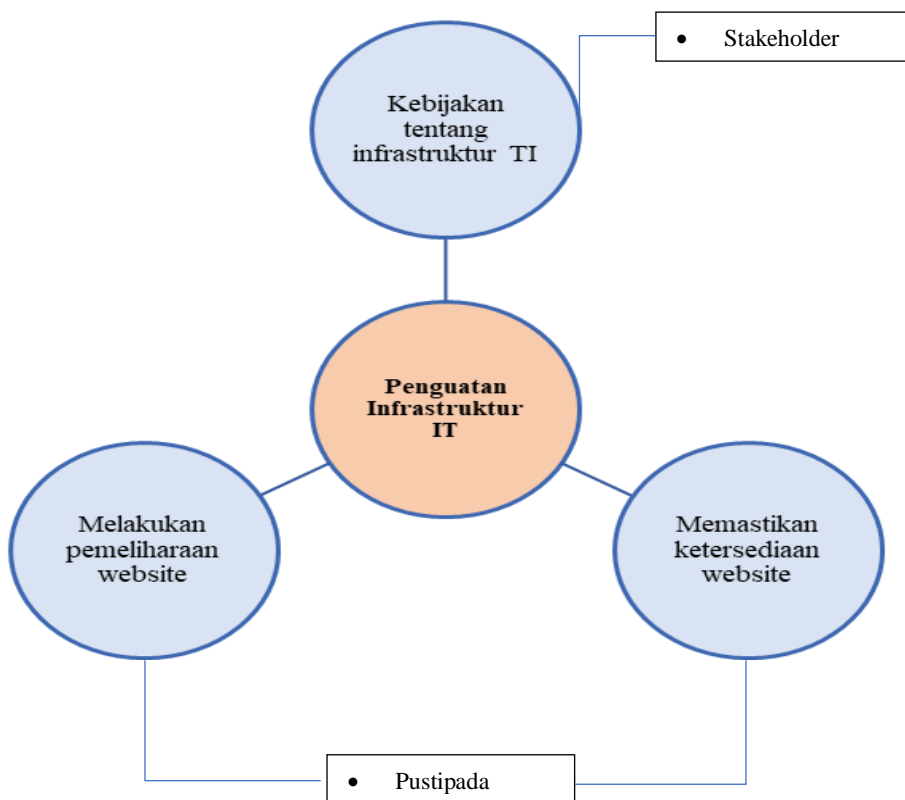 • Stakeholder
Kebijakan
tentang
infrastruktur TI
Penguatan
Infrastruktur
IT
Melakukan
pemeliharaan
website
Memastikan
ketersediaan
website
• Pustipada